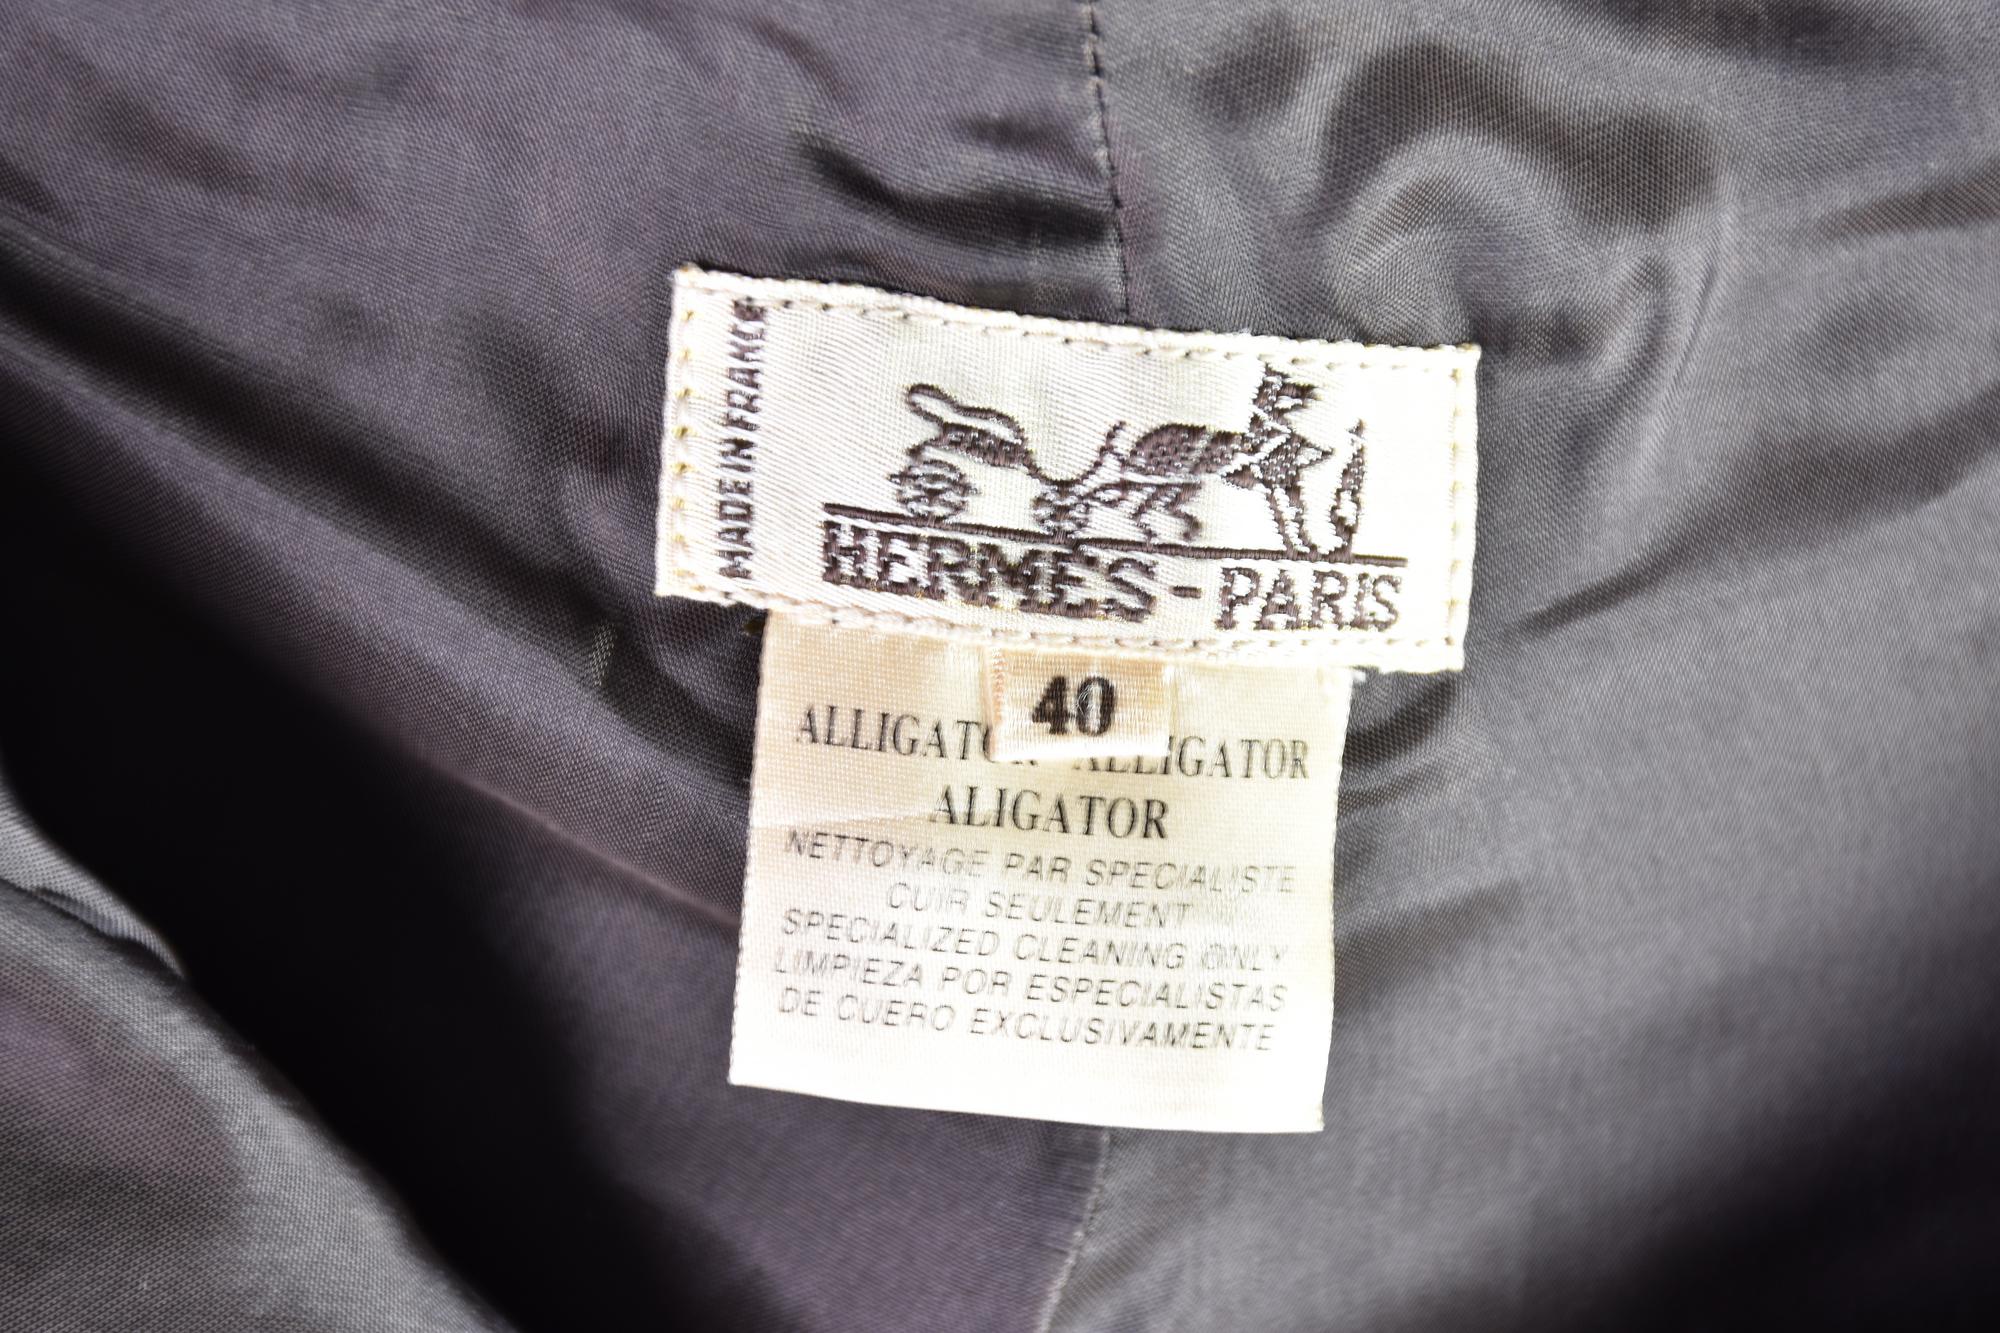 MADE IN FRANCE
HERMES-PARIS
40
ALLIGATOR ALLIGATOR
ALIGATOR
NETTOYAGE PAR SPECIALISTE
CUIR SEULEMENT
SPECIALIZED CLEANING ONLY
LIMPIEZA POR ESPECIALISTAS
DE CUERO EXCLUSIVAMENTE